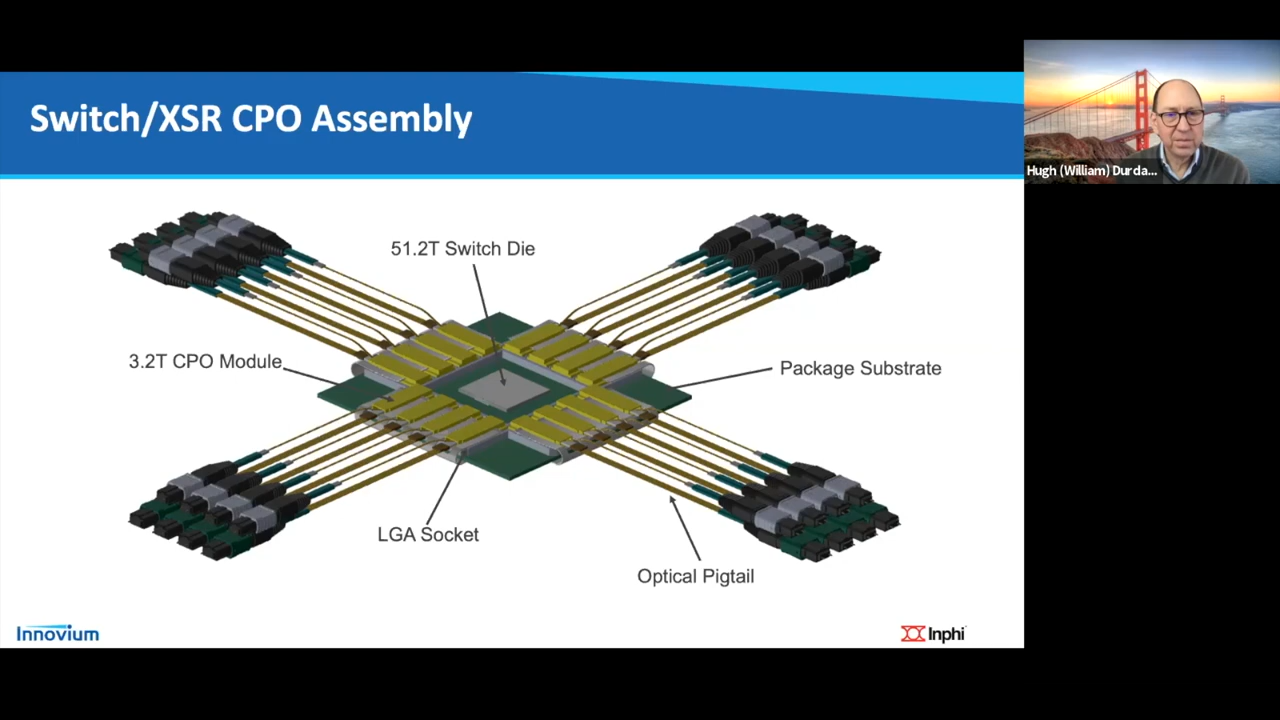 Switch/XSR CPO Assembly
Hugh (William) Durda...
51.2T Switch Die
3.2T CPO Module
Package Substrate
LGA Socket
Optical Pigtail
Innovium
Inphi